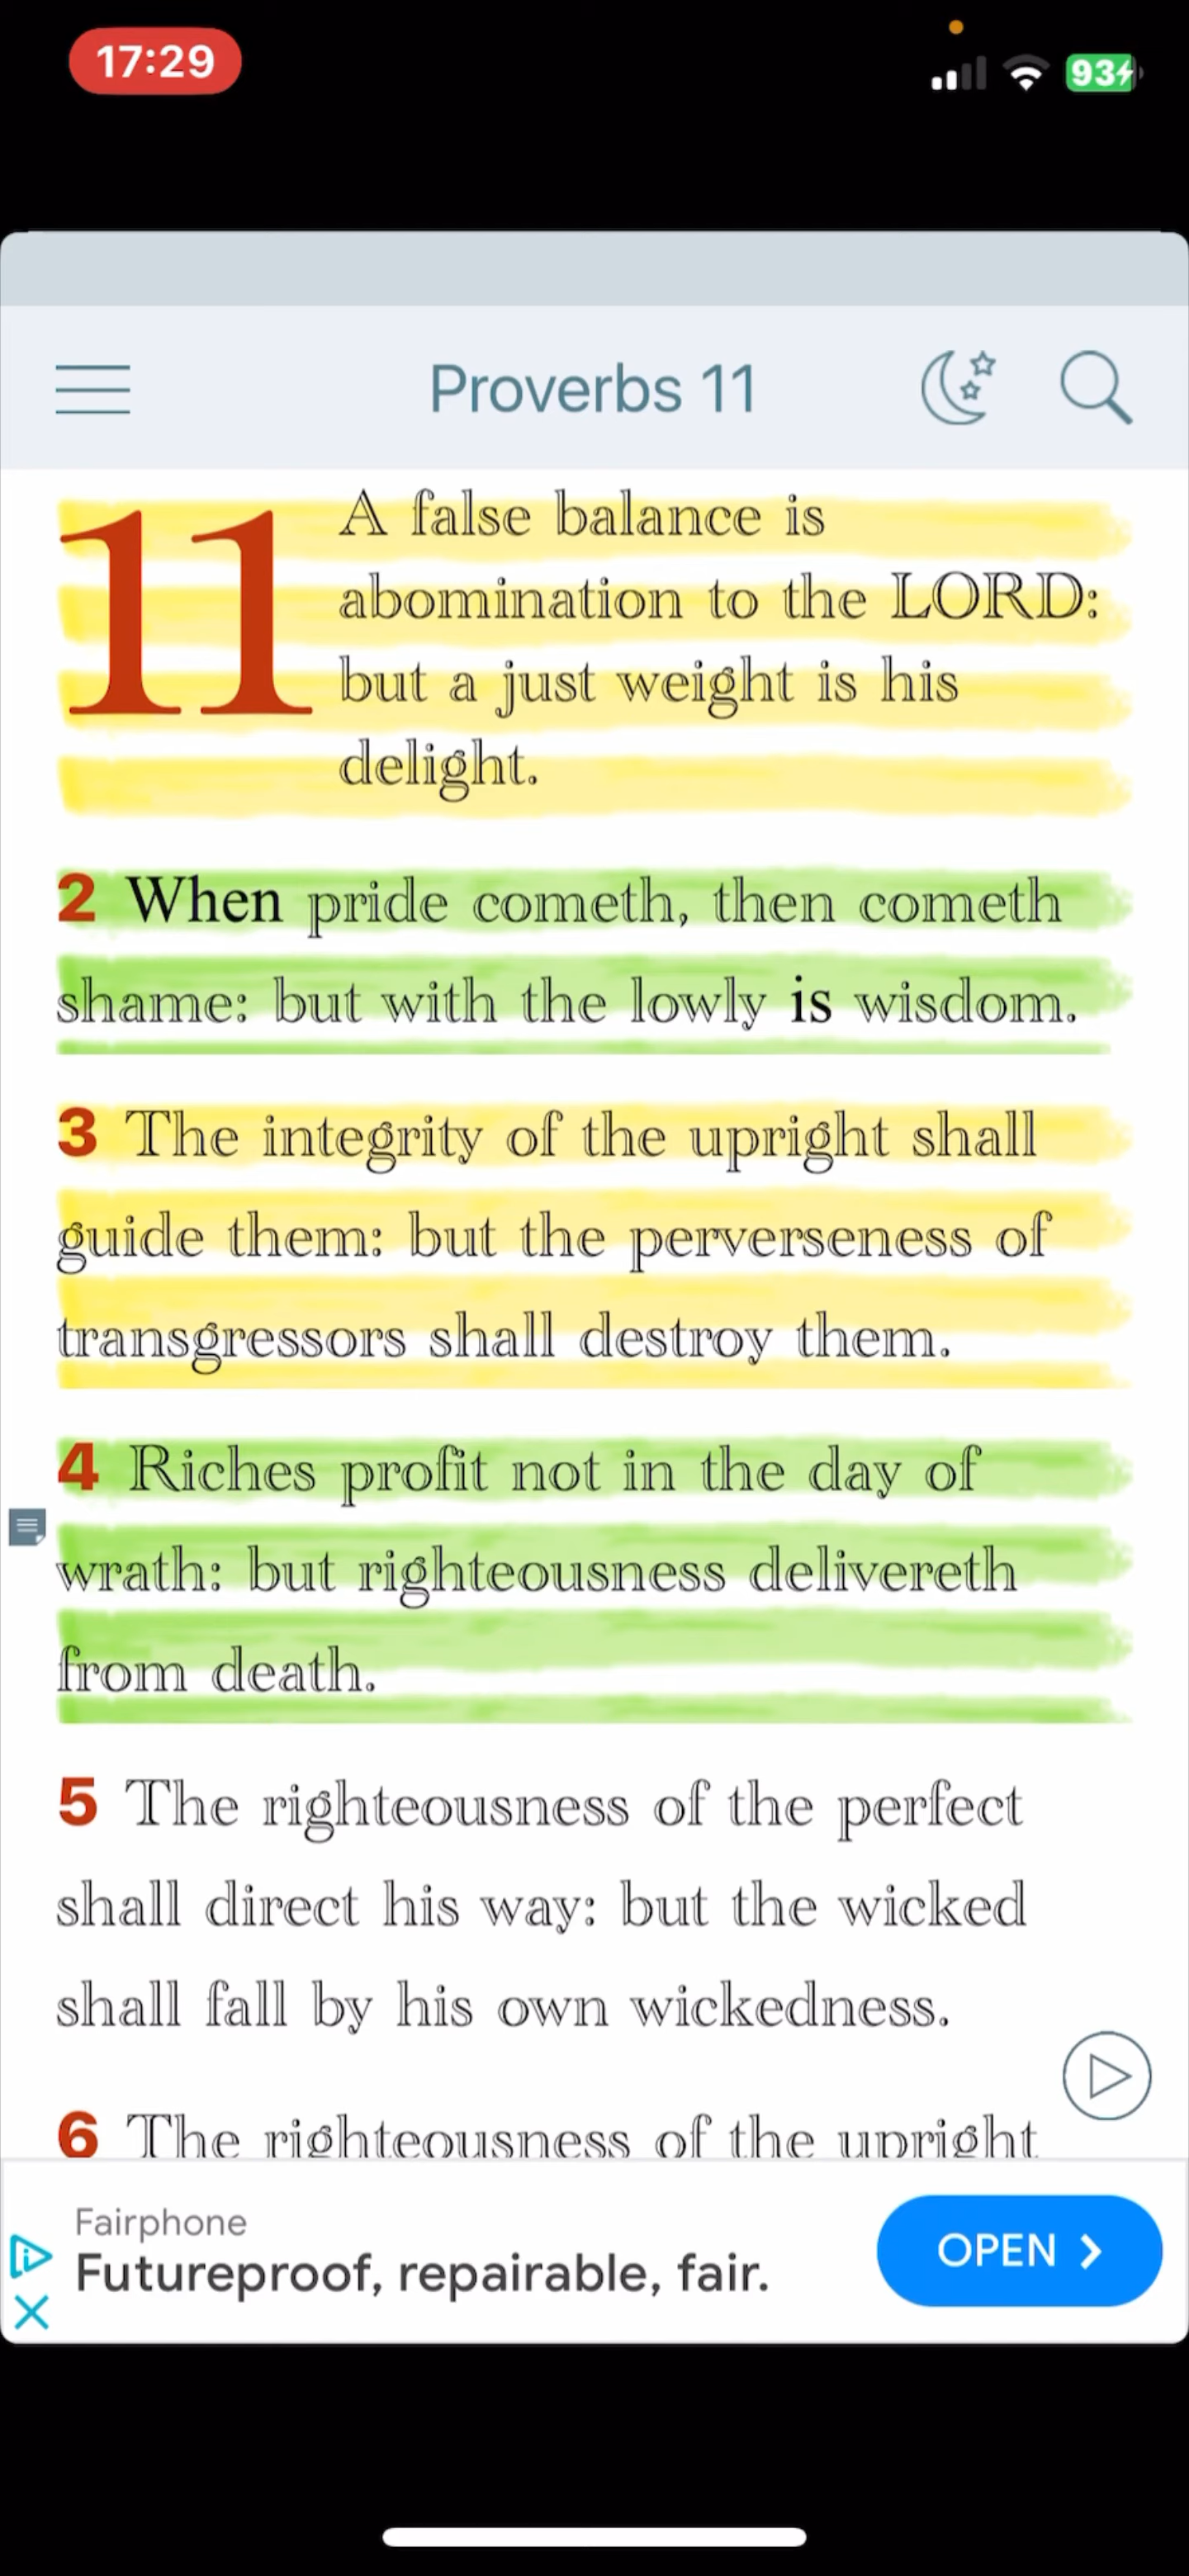 17:29
93
Proverbs 11
11 A false balance is
abomination to the LORD:
but a just weight is his
delight.
2 When pride cometh, then cometh
shame: but with the lowly is wisdom.
3 The integrity of the upright shall
guide them: but the perverseness of
transgressors shall destroy them.
4 Riches profit not in the day of
wrath: but righteousness delivereth
from death.
5 The righteousness of the perfect
shall direct his way: but the wicked
shall fall by his own wickedness.
6 The righteousness of the upright
Fairphone
Futureproof, repairable, fair.
OPEN